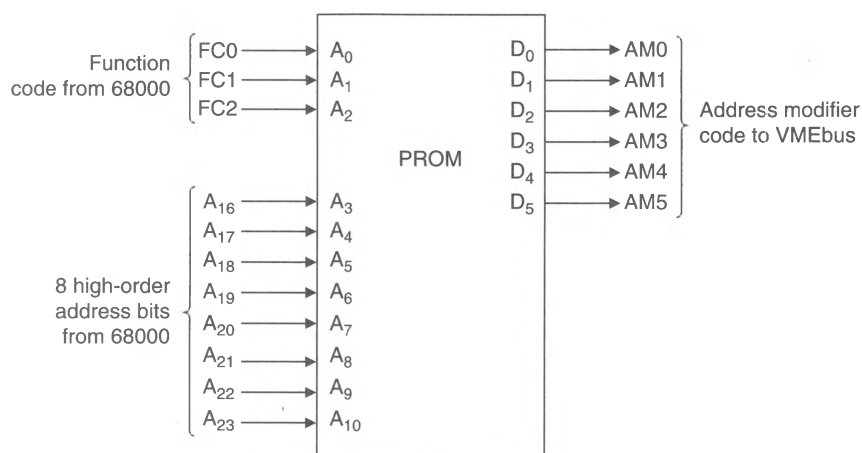 FC0 A₀ D₀ AM0
Function code from 68000
FC1 A₁ D₁ AM1
FC2 A₂ D₂ AM2
Address modifier code to VMEbus
D₃ AM3
PROM
D₄ AM4
D₅ AM5
A₁₆ A₃
A₁₇ A₄
A₁₈ A₅
8 high-order
address bits
from 68000
A₁₉ A₆
A₂₀ A₇
A₂₁ A₈
A₂₂ A₉
A₂₃ A₁₀